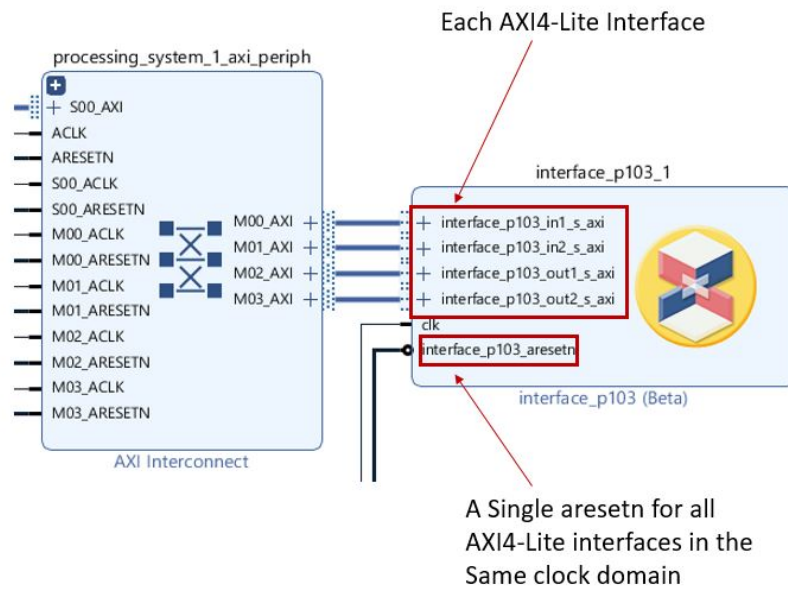 Each AXI4-Lite Interface
processing_system_1_axi_periph
S00_AXI
ACLK
ARESETN
S00_ACLK
S00_ARESETN
M00_ACLK
M00_ARESETN
M01_ACLK
M01_ARESETN
M02_ACLK
M02_ARESETN
M03_ACLK
M03_ARESETN
M00_AXI
M01_AXI
M02_AXI
M03_AXI
AXI Interconnect
interface_p103_1
interface_p103_in1_s_axi
interface_p103_in2_s_axi
interface_p103_out1_s_axi
interface_p103_out2_s_axi
clk
interface_p103_aresetn
interface_p103 (Beta)
A Single aresetn for all
AXI4-Lite interfaces in the
Same clock domain